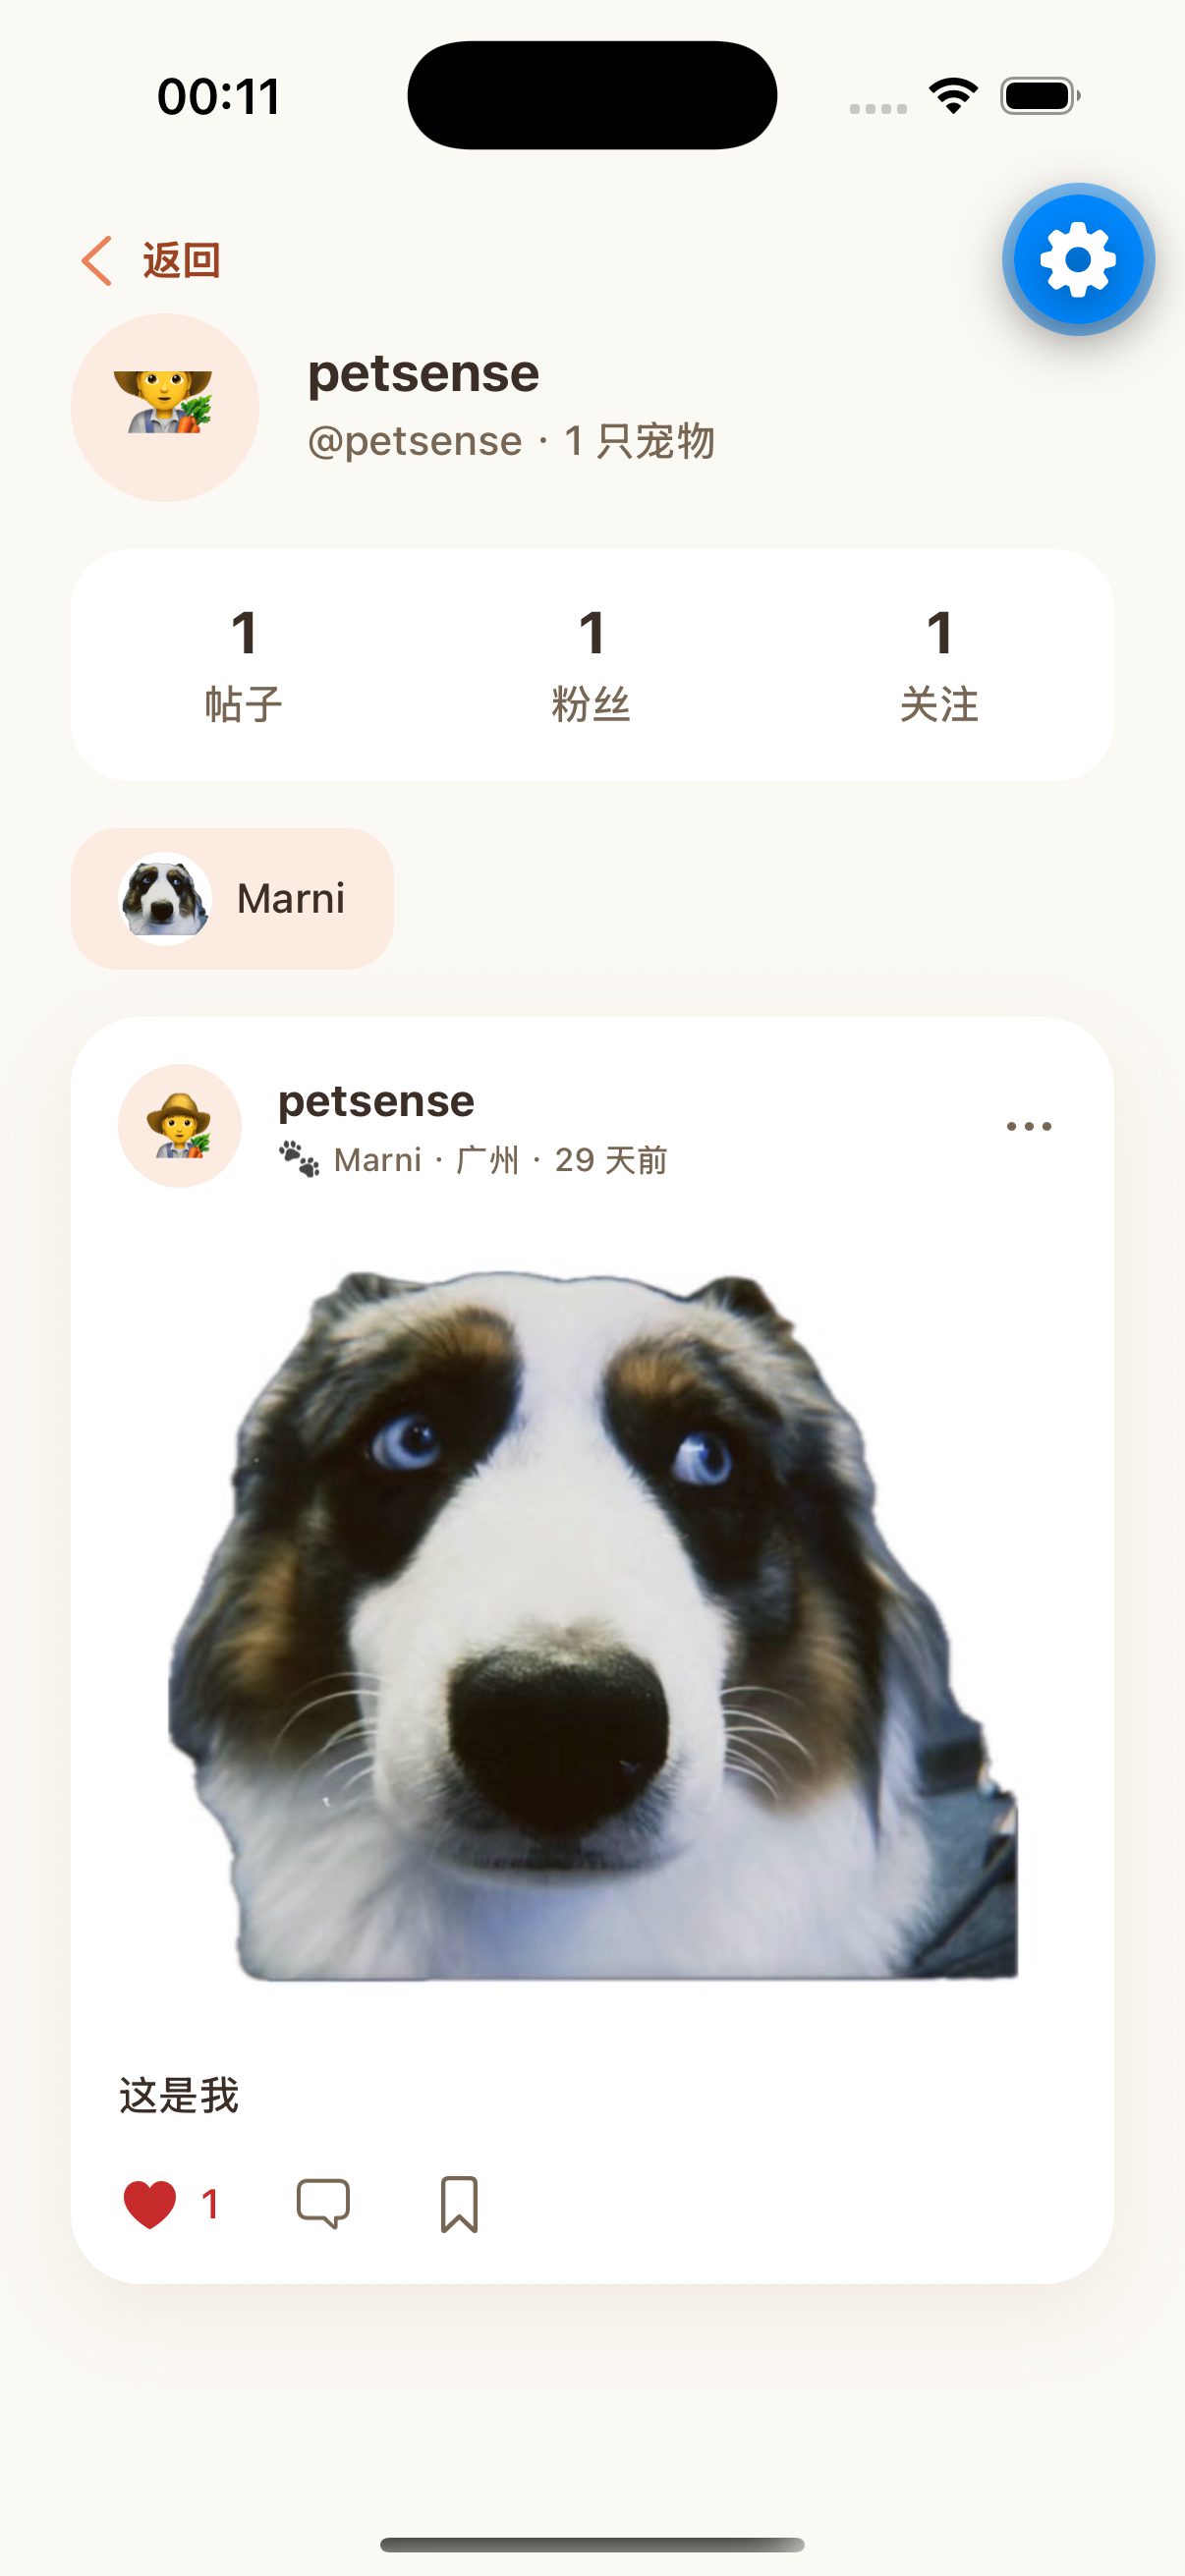 00:11
返回
petsense
@petsense · 1 只宠物
1 1 1
帖子 粉丝 关注
Marni
petsense
🐾 Marni · 广州 · 29 天前
这是我
1